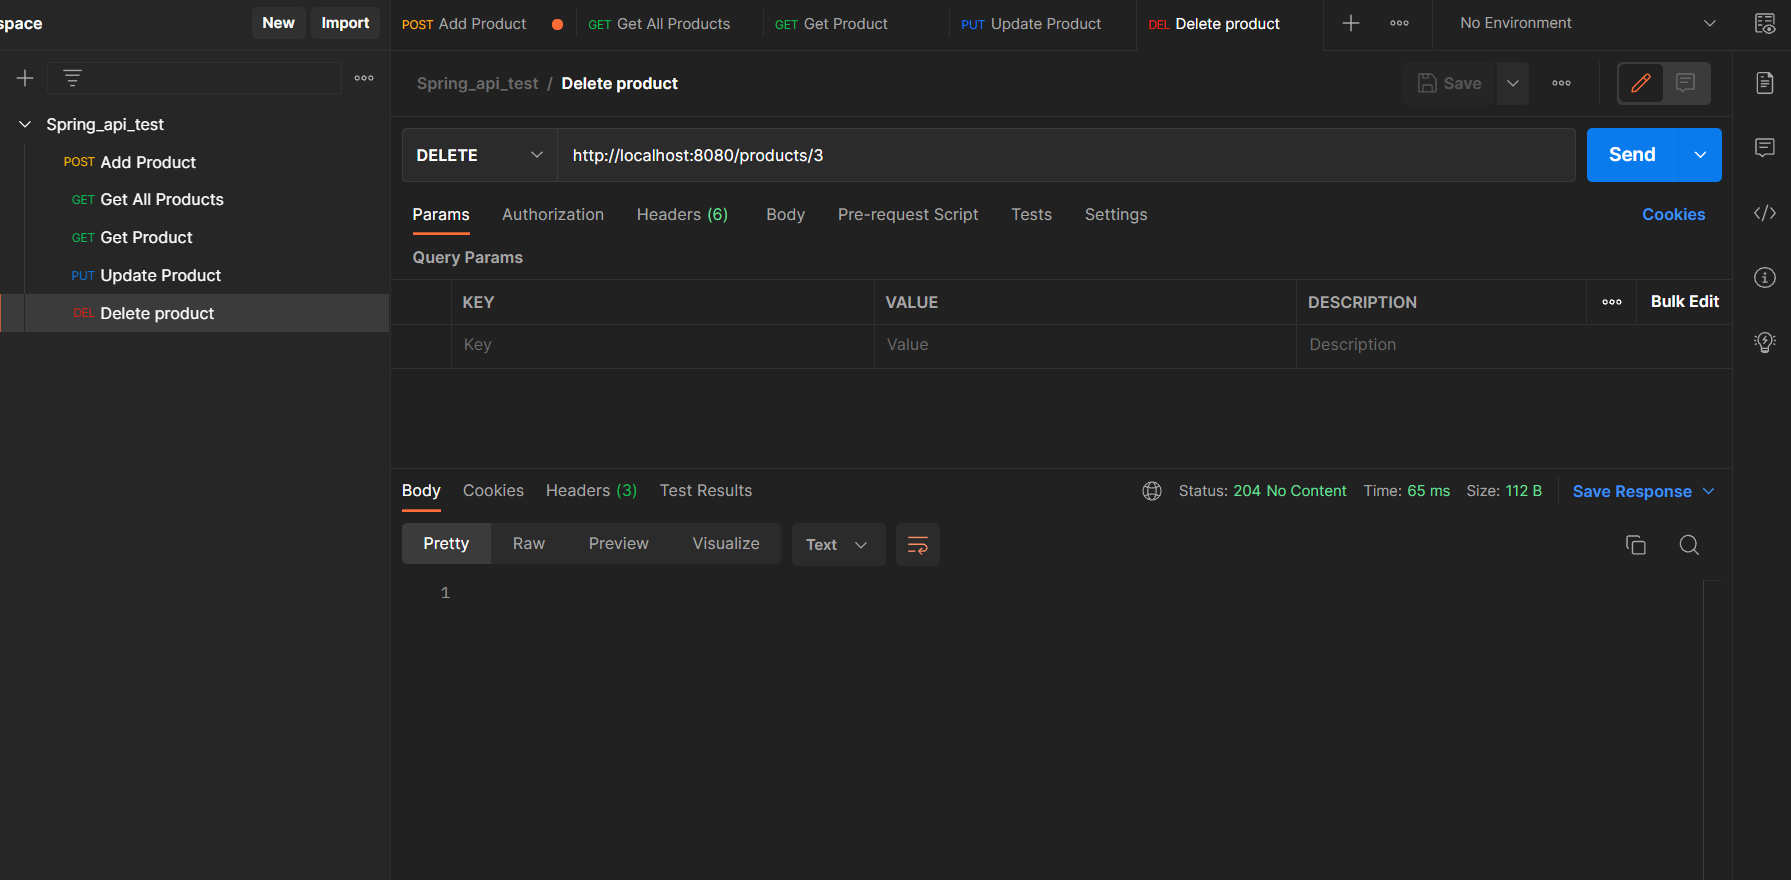 space New Import
POST Add Product GET Get All Products GET Get Product PUT Update Product DEL Delete product No Environment
Spring_api_test / Delete product Save
Spring_api_test
POST Add Product
GET Get All Products
GET Get Product
PUT Update Product
DEL Delete product
DELETE http://localhost:8080/products/3 Send
Params Authorization Headers (6) Body Pre-request Script Tests Settings Cookies
Query Params
KEY VALUE DESCRIPTION Bulk Edit
Key Value Description
Body Cookies Headers (3) Test Results Status: 204 No Content Time: 65 ms Size: 112 B Save Response
Pretty Raw Preview Visualize Text
1